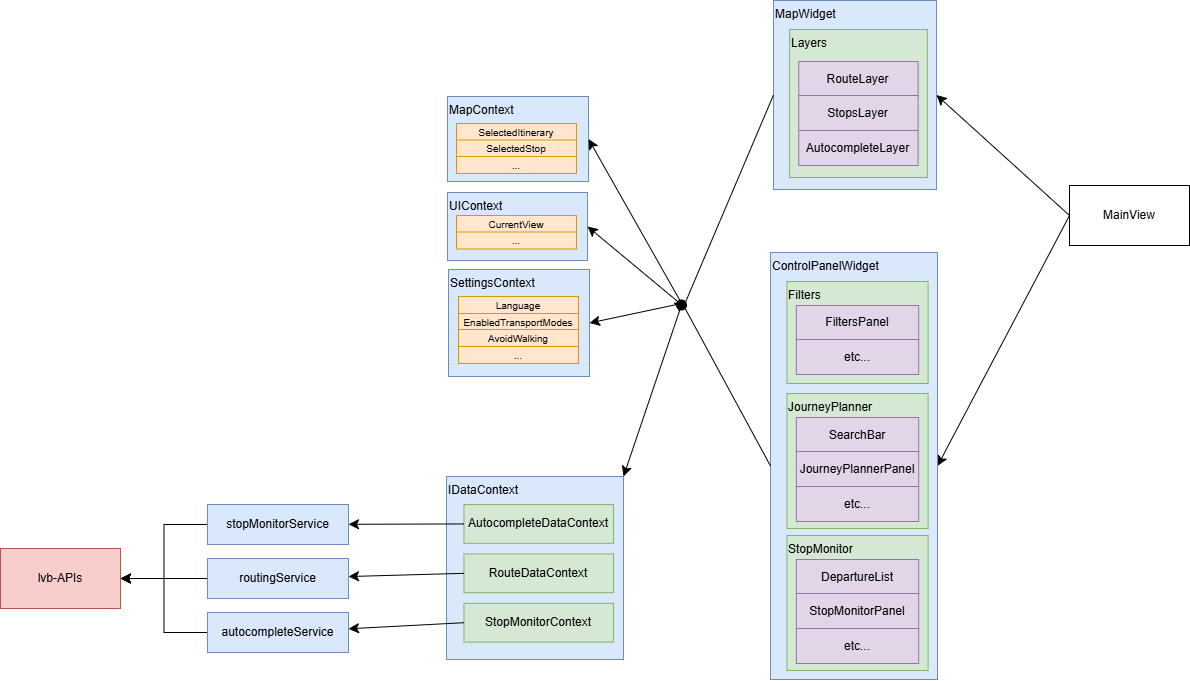 MapWidget
Layers
RouteLayer
StopsLayer
AutocompleteLayer
MapContext
SelectedItinerary
SelectedStop
...
UIContext
CurrentView
...
SettingsContext
Language
EnabledTransportModes
AvoidWalking
...
MainView
ControlPanelWidget
Filters
FiltersPanel
etc...
JourneyPlanner
SearchBar
JourneyPlannerPanel
etc...
StopMonitor
DepartureList
StopMonitorPanel
etc...
IDataContext
AutocompleteDataContext
RouteDataContext
StopMonitorContext
stopMonitorService
routingService
autocompleteService
lvb-APIs